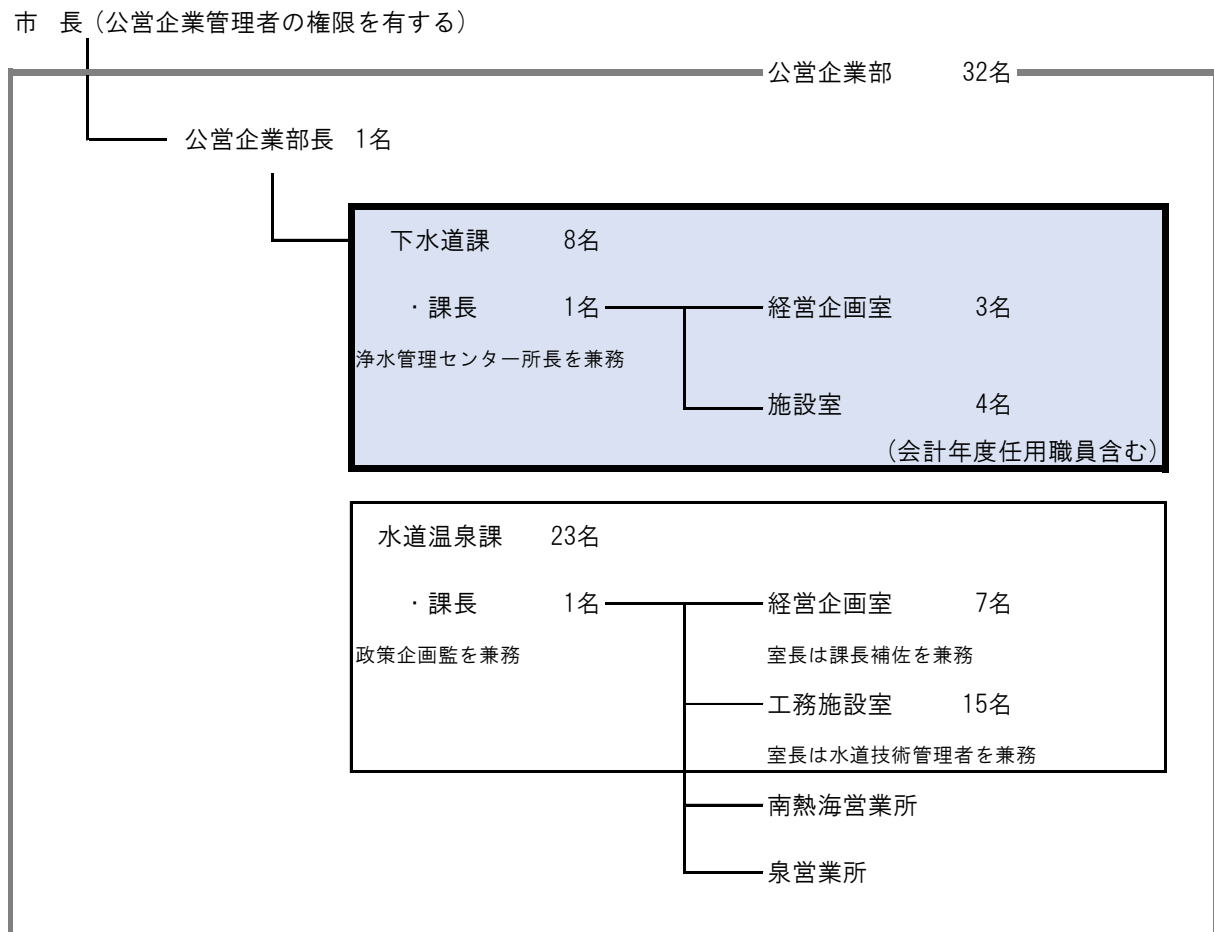 市　長（公営企業管理者の権限を有する）
公営企業部　32名
公営企業部長　1名
下水道課　8名
・課長　1名　経営企画室　3名
浄水管理センター所長を兼務
施設室　4名
（会計年度任用職員含む）
水道温泉課　23名
・課長　1名　経営企画室　7名
政策企画監を兼務　室長は課長補佐を兼務
工務施設室　15名
室長は水道技術管理者を兼務
南熱海営業所
泉営業所